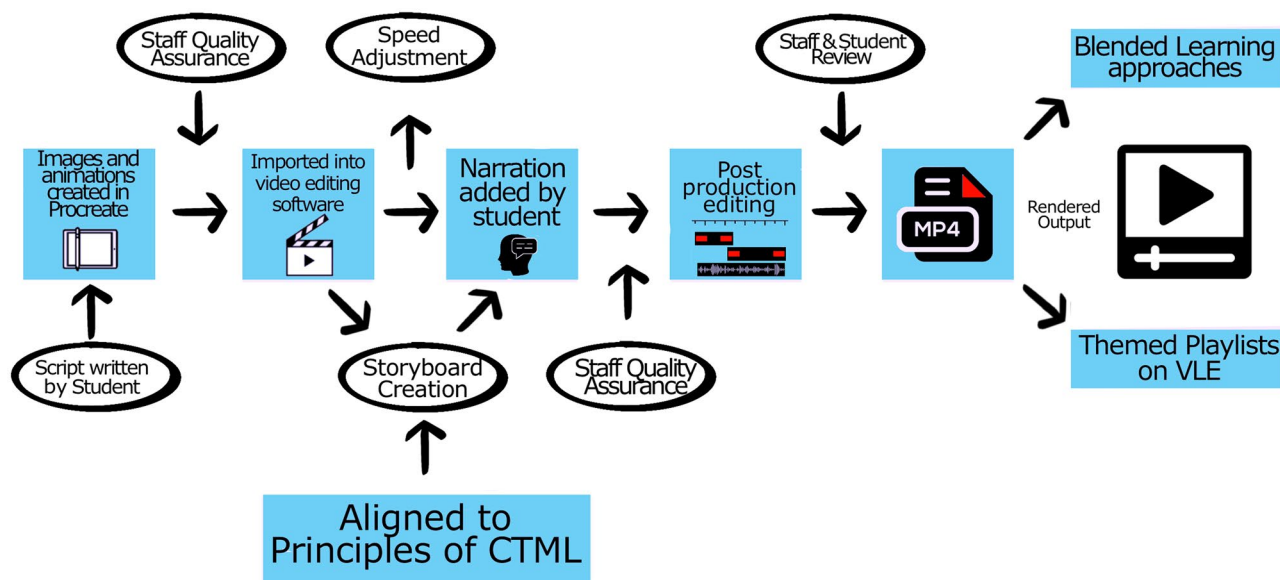 Staff Quality
Assurance
Speed
Adjustment
Staff & Student
Review
Blended Learning
approaches
Images and
animations
created in
Procreate
Imported into
video editing
software
Narration
added by
student
Post
production
editing
MP4
Rendered
Output
Script written
by Student
Storyboard
Creation
Staff Quality
Assurance
Themed Playlists
on VLE
Aligned to
Principles of CTML